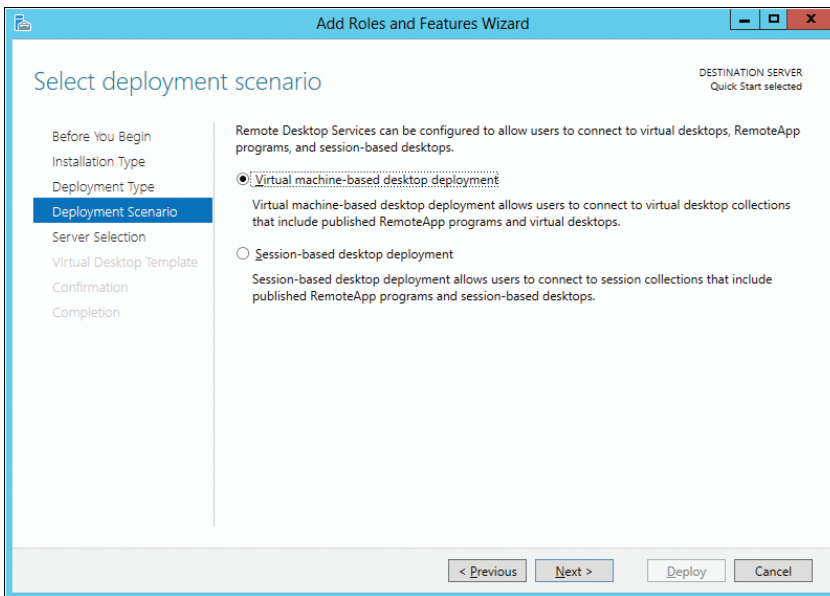 Add Roles and Features Wizard
Select deployment scenario
DESTINATION SERVER
Quick Start selected
Before You Begin
Installation Type
Deployment Type
Deployment Scenario
Server Selection
Virtual Desktop Template
Confirmation
Completion
Remote Desktop Services can be configured to allow users to connect to virtual desktops, RemoteApp
programs, and session-based desktops.
Virtual machine-based desktop deployment
Virtual machine-based desktop deployment allows users to connect to virtual desktop collections
that include published RemoteApp programs and virtual desktops.
Session-based desktop deployment
Session-based desktop deployment allows users to connect to session collections that include
published RemoteApp programs and session-based desktops.
< Previous
Next >
Deploy
Cancel